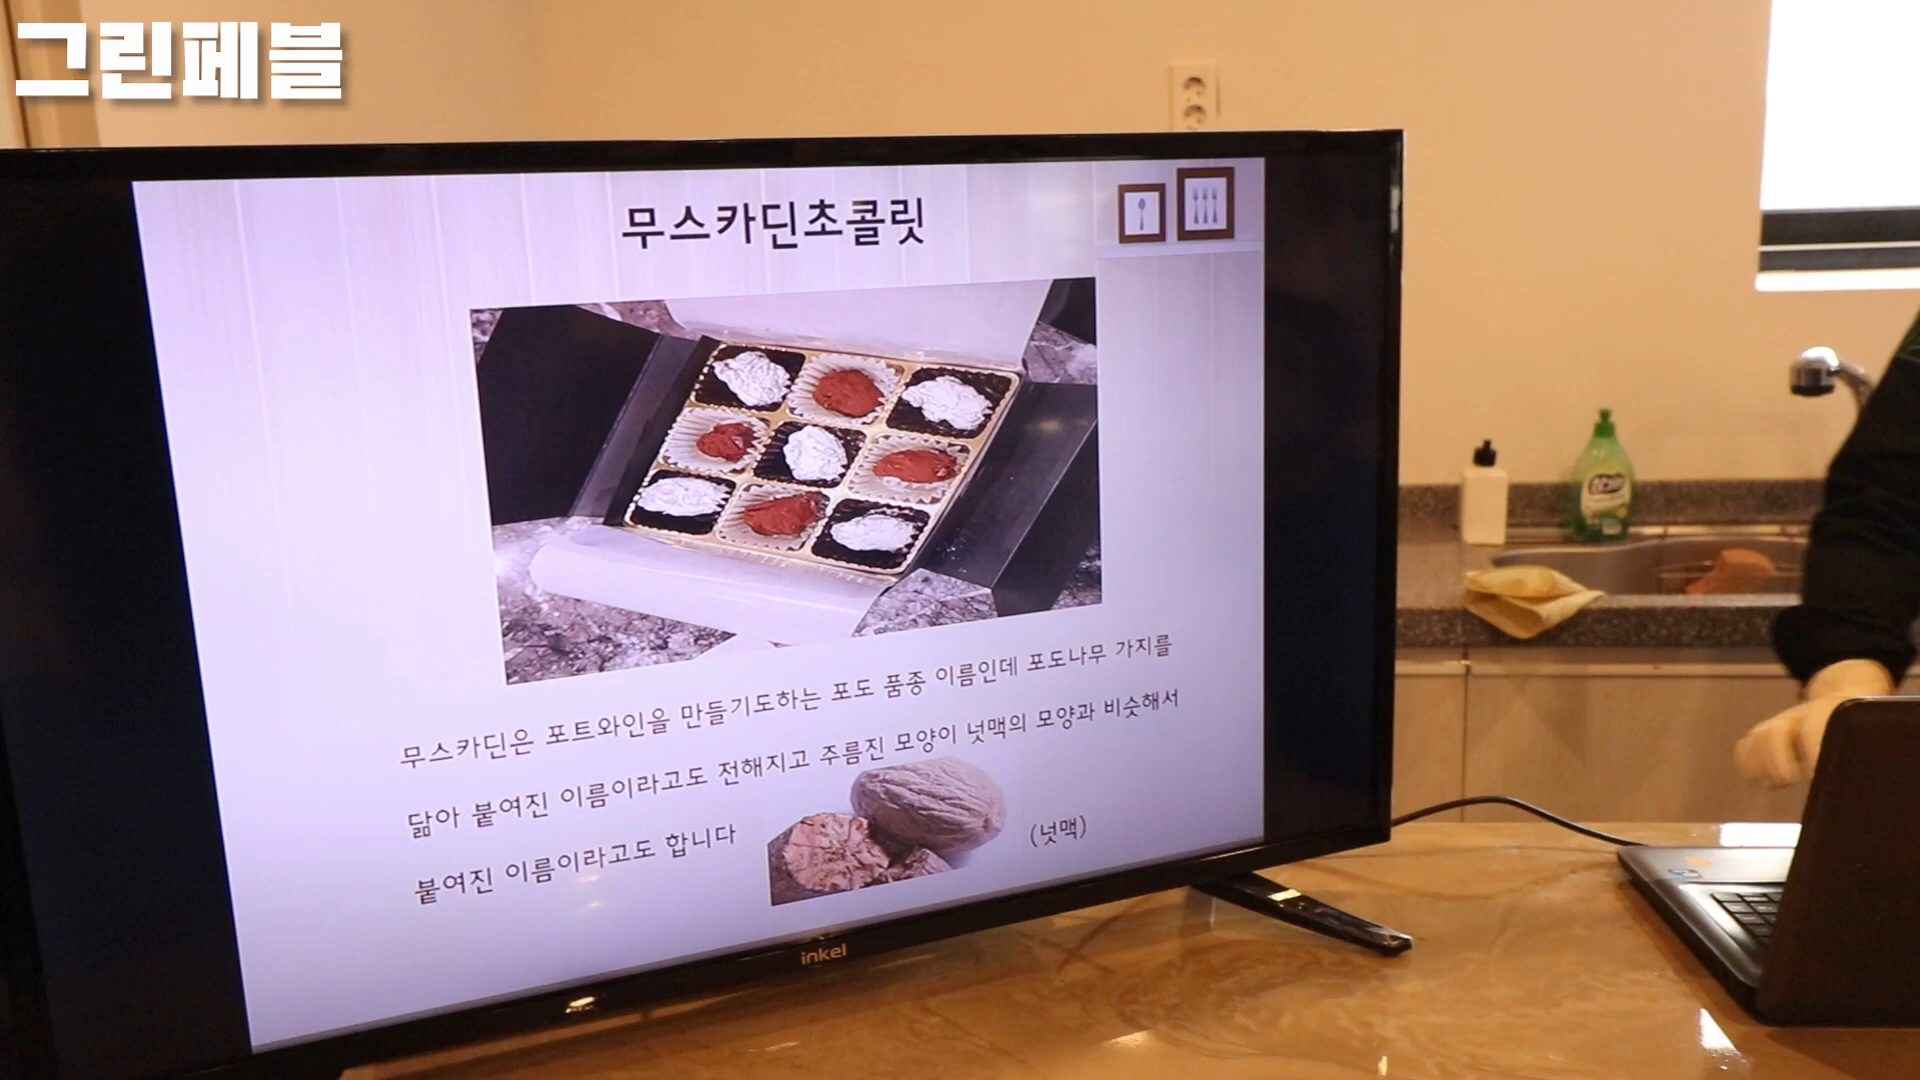 그린페블
무스카딘초콜릿
무스카딘은 포트와인을 만들기도하는 포도 품종 이름인데 포도나무 가지를
닮아 붙여진 이름이라고도 전해지고 주름진 모양이 넛맥의 모양과 비슷해서
붙여진 이름이라고도 합니다
(넛맥)
inkel